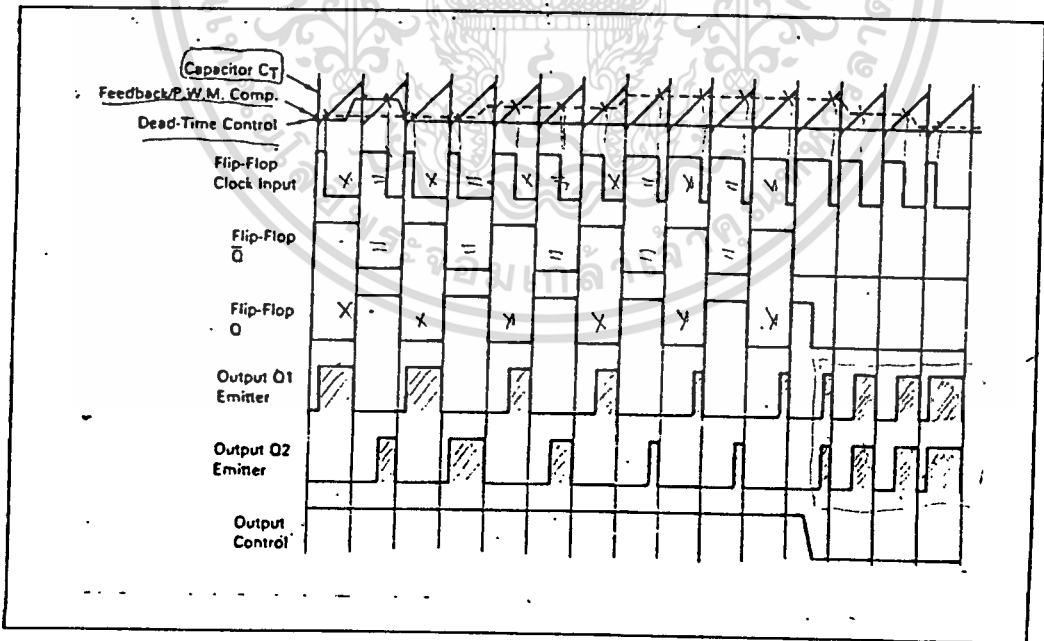 Capacitor CT
Feedback/P.W.M. Comp.
Dead-Time Control
Flip-Flop
Clock Input
Flip-Flop
Q̅
Flip-Flop
Q
Output Q1
Emitter
Output Q2
Emitter
Output
Control